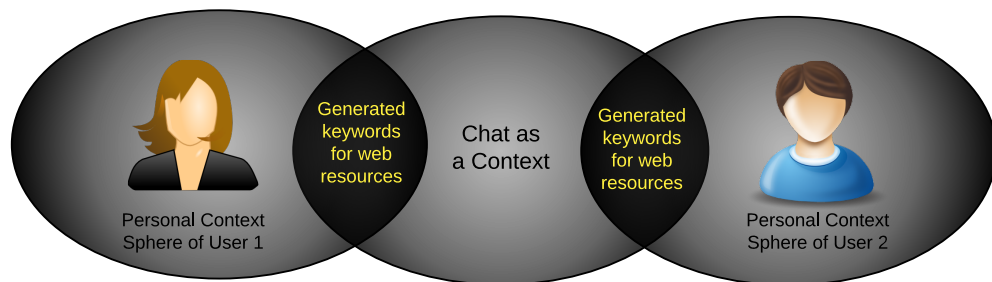 Generated
keywords
for web
resources
Chat as
a Context
Generated
keywords
for web
resources
Personal Context
Sphere of User 1
Personal Context
Sphere of User 2